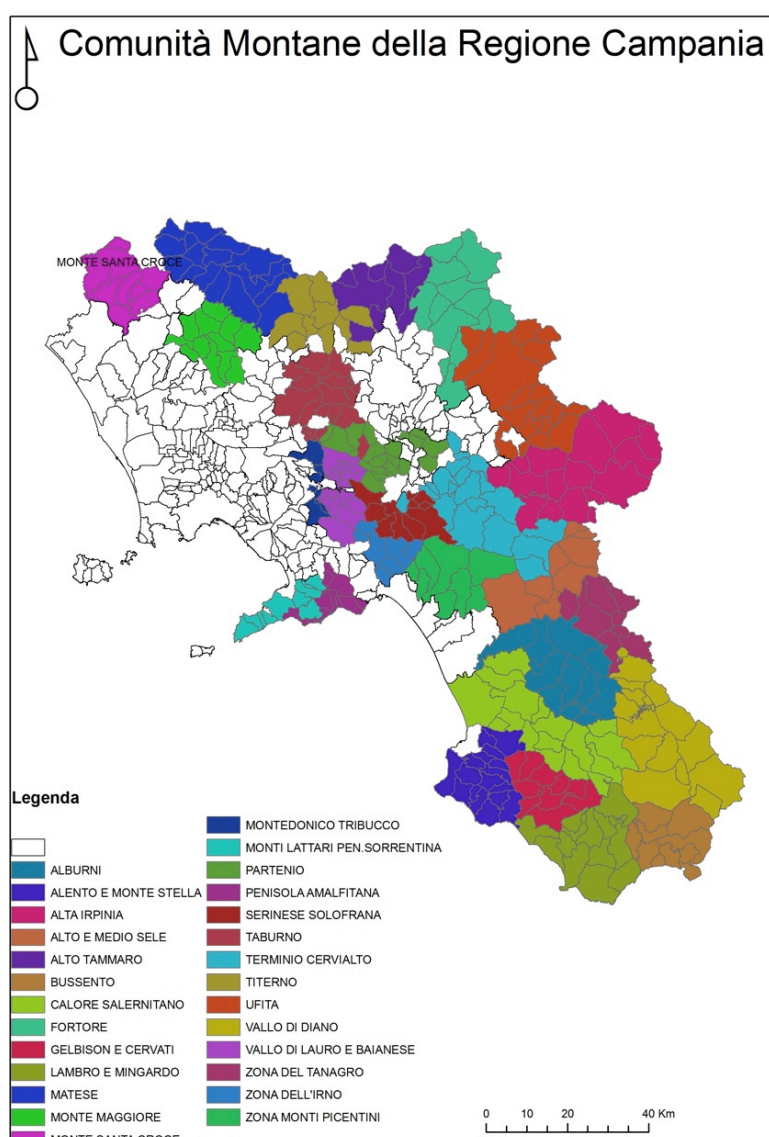 Comunità Montane della Regione Campania
MONTE SANTA CROCE
Legenda
ALBURNI
ALENTO E MONTE STELLA
ALTA IRPINIA
ALTO E MEDIO SELE
ALTO TAMMARO
BUSSENTO
CALORE SALERNITANO
FORTORE
GELBISON E CERVATI
LAMBRO E MINGARDO
MATESE
MONTE MAGGIORE
MONTE SANTA CROCE
MONTEDONICO TRIBUCCO
MONTI LATTARI PEN.SORRENTINA
PARTENIO
PENISOLA AMALFITANA
SERINESE SOLOFRANA
TABURNO
TERMINIO CERVIALTO
TITERNO
UFITA
VALLO DI DIANO
VALLO DI LAURO E BAIANESE
ZONA DEL TANAGRO
ZONA DELL'IRNO
ZONA MONTI PICENTINI
0 10 20 40 Km